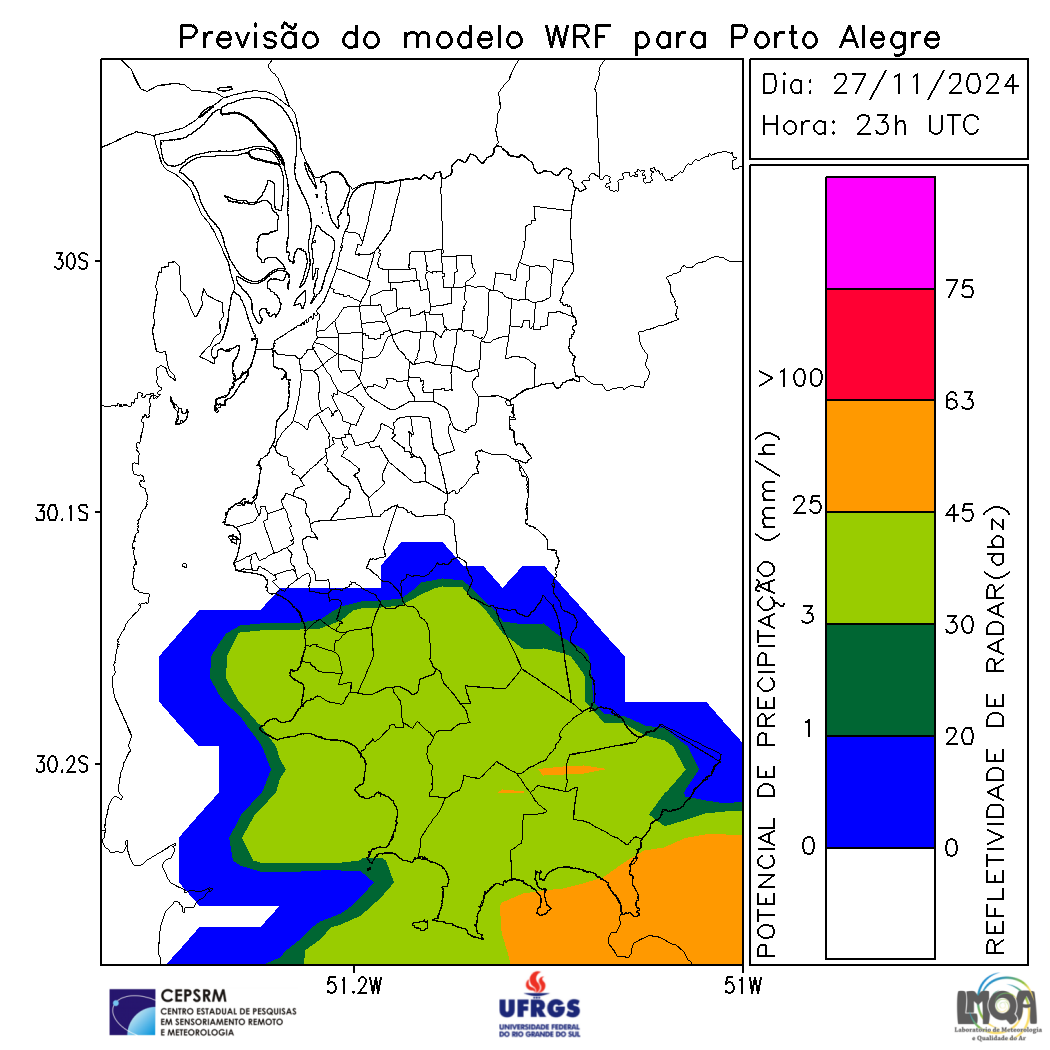 Previsão do modelo WRF para Porto Alegre
Dia: 27/11/2024
Hora: 23h UTC
30S
30.1S
30.2S
51.2W
51W
POTENCIAL DE PRECIPITAÇÃO (mm/h)
>100
25
3
1
0
75
63
45
30
20
0
REFLETIVIDADE DE RADAR(dbz)
CEPSRM
CENTRO ESTADUAL DE PESQUISAS
EM SENSORIAMENTO REMOTO
E METEOROLOGIA
UFRGS
UNIVERSIDADE FEDERAL
DO RIO GRANDE DO SUL
LMQA
Laboratório de Meteorologia
e Qualidade do Ar